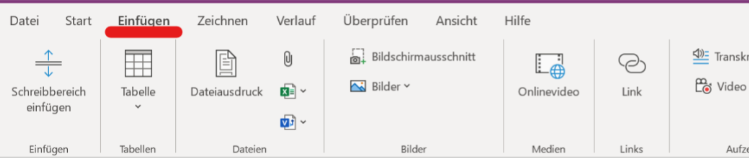 Datei Start Einfügen Zeichnen Verlauf Überprüfen Ansicht Hilfe
Schreibbereich einfügen
Tabelle
Dateiausdruck
Bildschirmausschnitt
Bilder
Onlinevideo
Link
Transkr
Video
Einfügen Tabellen Dateien Bilder Medien Links Aufze